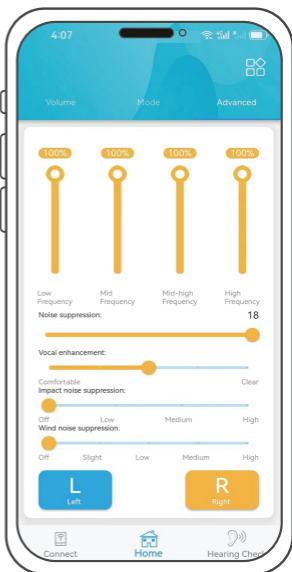 4:07
Volume Mode Advanced
100% 100% 100% 100%
Low Frequency Mid Frequency Mid-high Frequency High Frequency
Noise suppression: 18
Vocal enhancement:
Comfortable Clear
Impact noise suppression:
Off Low Medium High
Wind noise suppression:
Off Slight Low Medium High
L R
Left Right
Connect Home Hearing Check